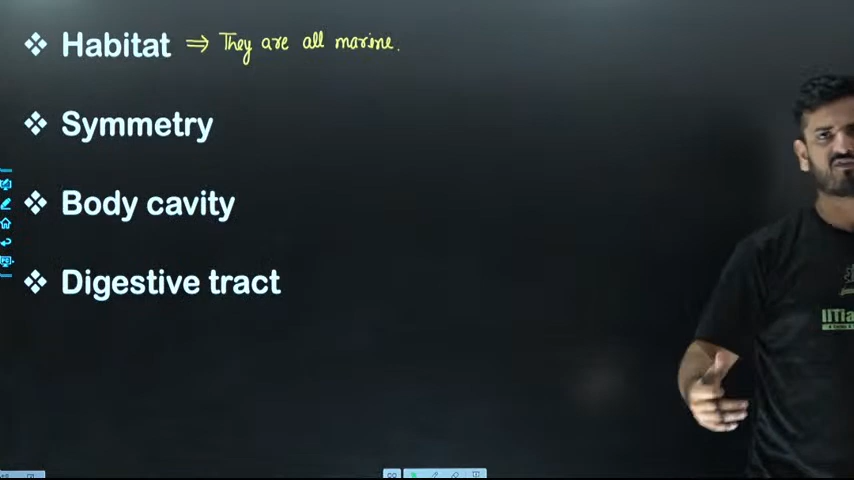 ❖ Habitat ⇒ They are all marine.
❖ Symmetry
❖ Body cavity
❖ Digestive tract